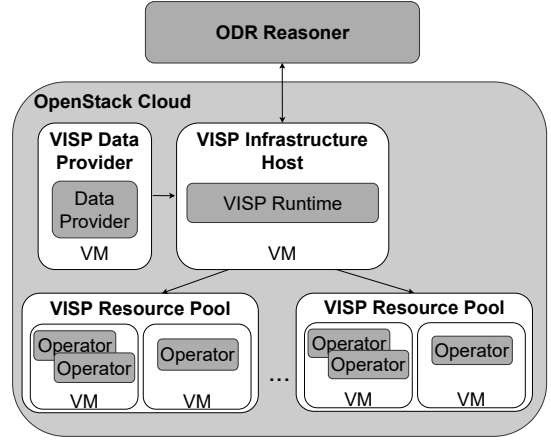 ODR Reasoner
OpenStack Cloud
VISP Data
Provider
Data
Provider
VM
VISP Infrastructure
Host
VISP Runtime
VM
VISP Resource Pool
Operator
Operator
VM
Operator
VM
...
VISP Resource Pool
Operator
Operator
VM
Operator
VM